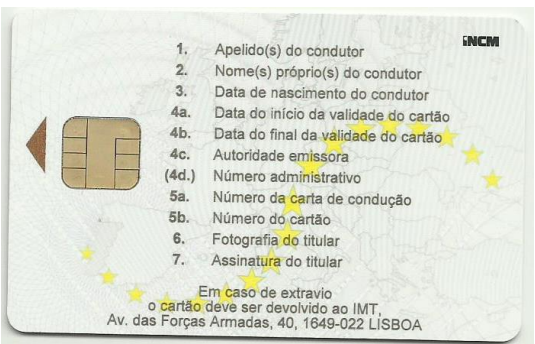 INCM
1. Apelido(s) do condutor
2. Nome(s) próprio(s) do condutor
3. Data de nascimento do condutor
4a. Data do início da validade do cartão
4b. Data do final da validade do cartão
4c. Autoridade emissora
(4d.) Número administrativo
5a. Número da carta de condução
5b. Número do cartão
6. Fotografia do titular
7. Assinatura do titular
Em caso de extravio
o cartão deve ser devolvido ao IMT,
Av. das Forças Armadas, 40, 1649-022 LISBOA